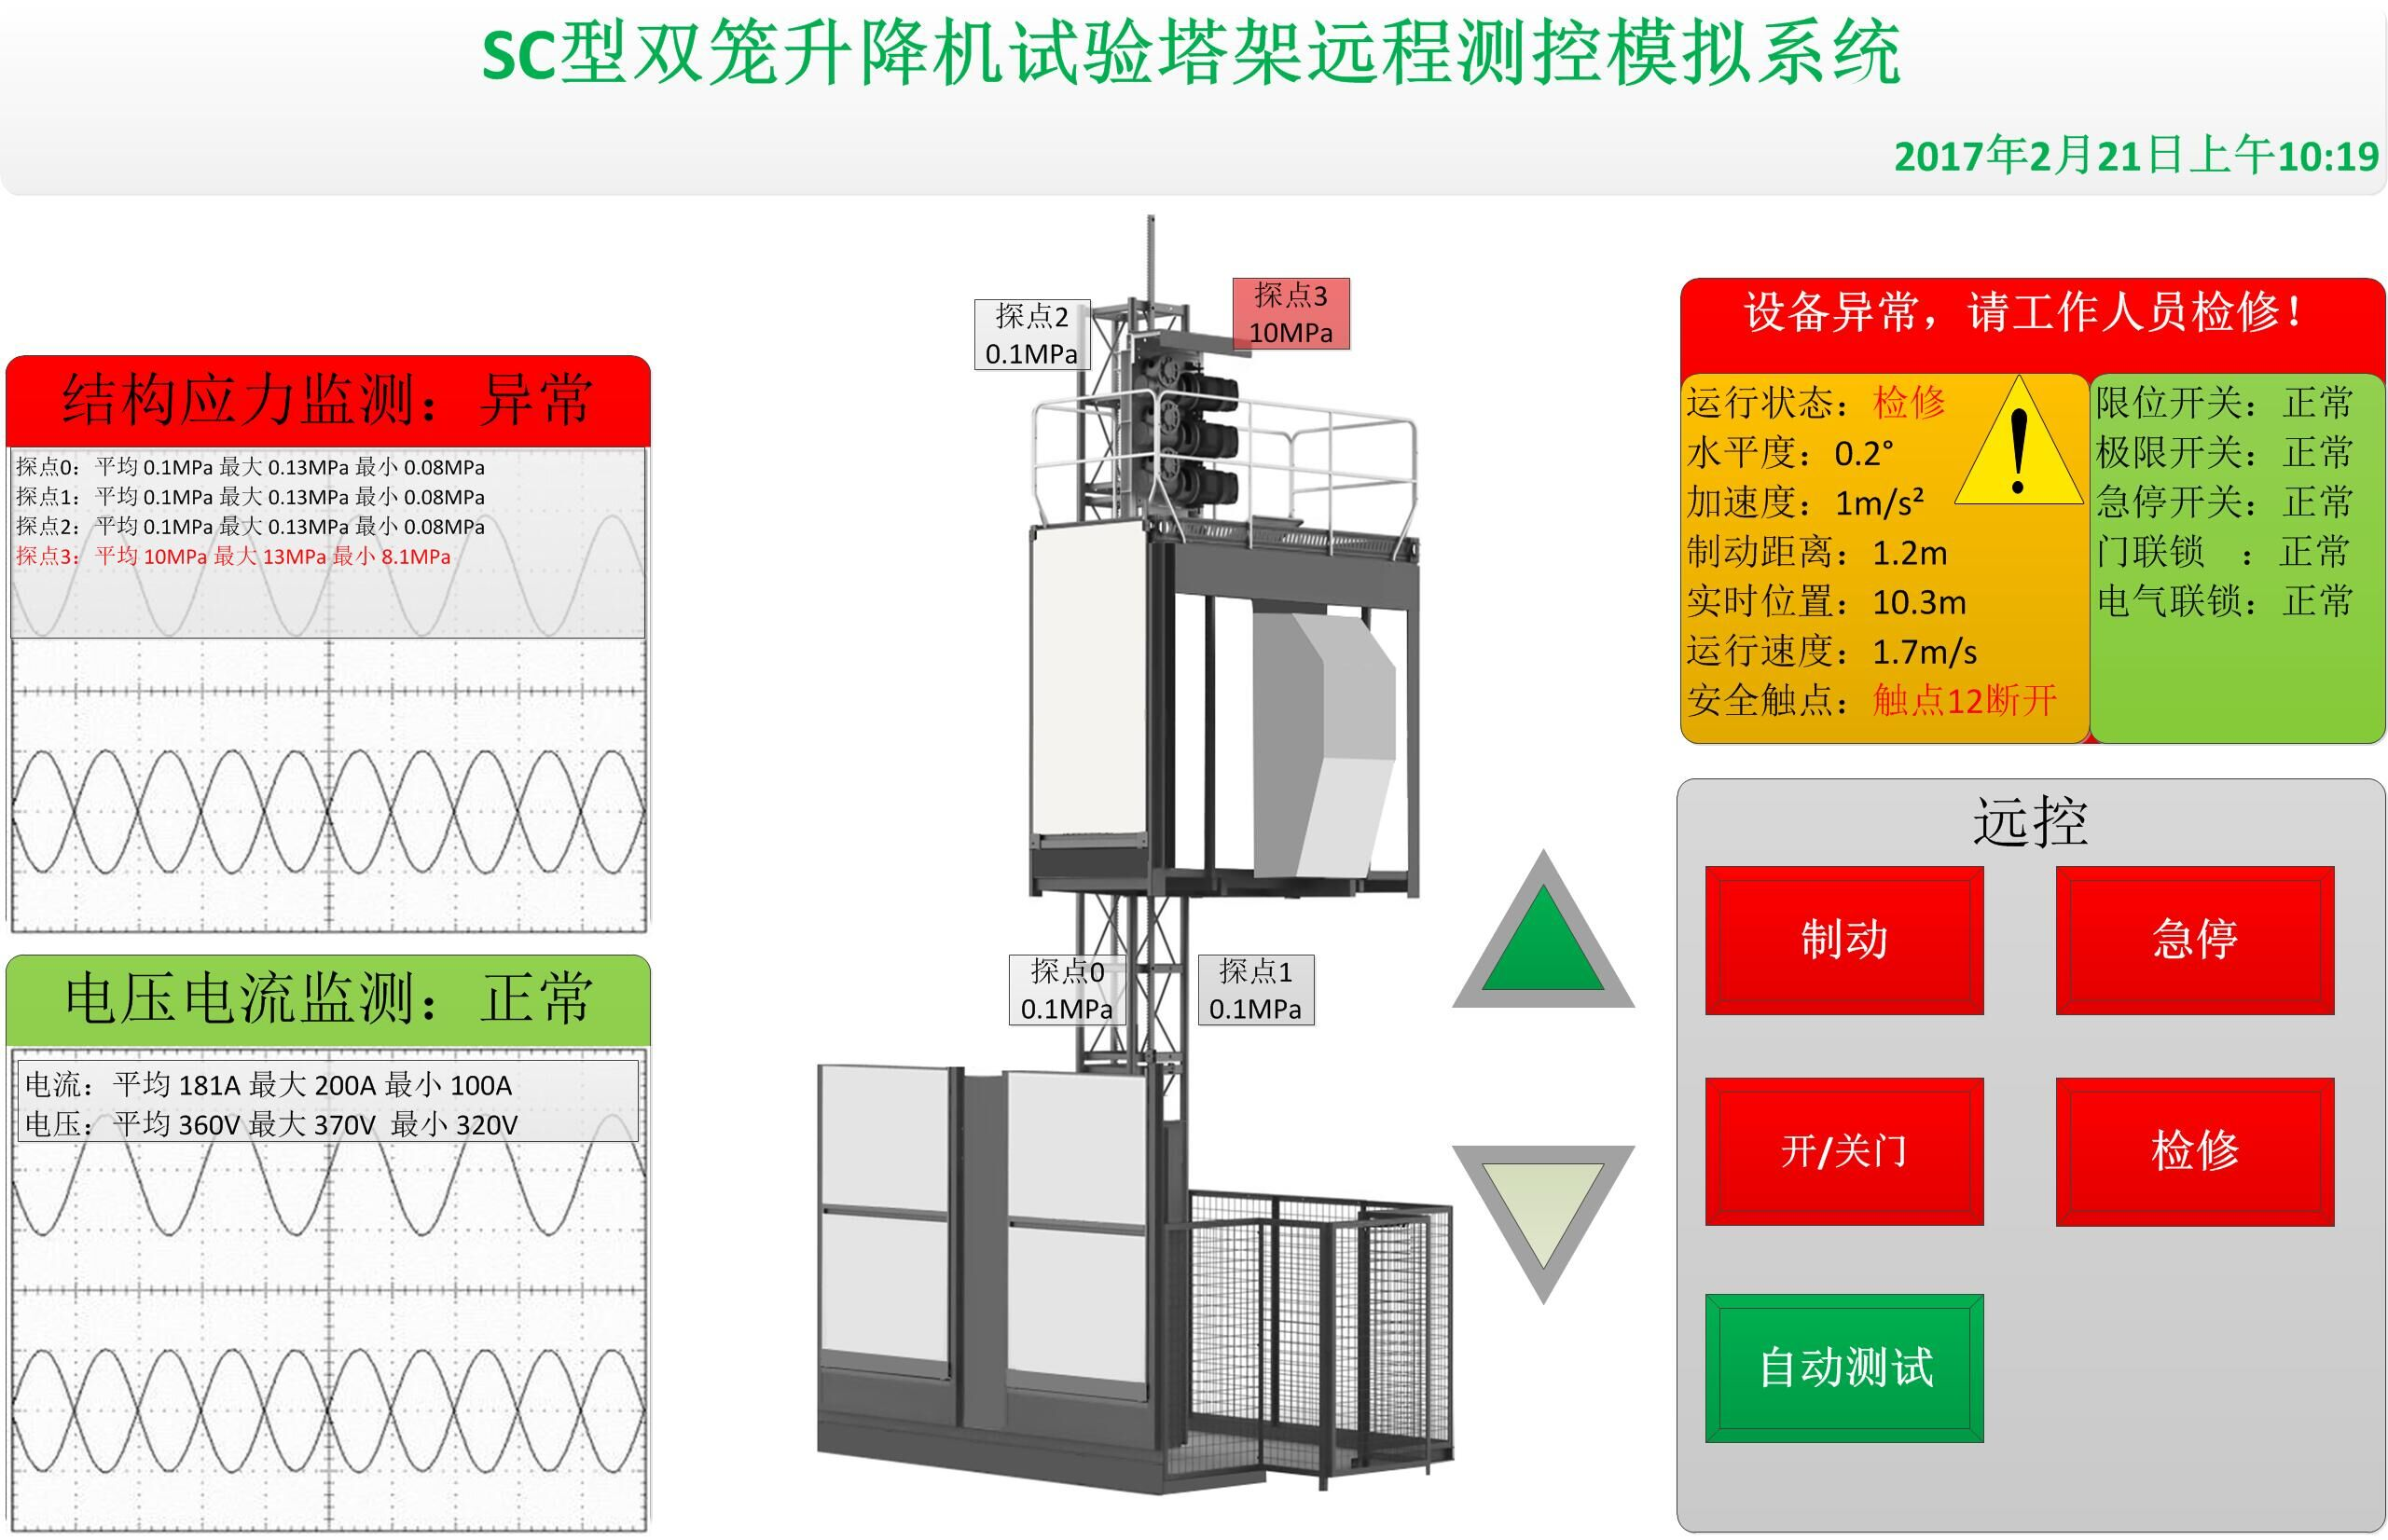 SC型双笼升降机试验塔架远程测控模拟系统
2017年2月21日上午10:19
结构应力监测：异常
探点0：平均 0.1MPa 最大 0.13MPa 最小 0.08MPa
探点1：平均 0.1MPa 最大 0.13MPa 最小 0.08MPa
探点2：平均 0.1MPa 最大 0.13MPa 最小 0.08MPa
探点3：平均 10MPa 最大 13MPa 最小 8.1MPa
电压电流监测：正常
电流：平均 181A 最大 200A 最小 100A
电压：平均 360V 最大 370V 最小 320V
探点2
0.1MPa
探点3
10MPa
探点0
0.1MPa
探点1
0.1MPa
设备异常，请工作人员检修！
运行状态：检修
水平度：0.2°
加速度：1m/s²
制动距离：1.2m
实时位置：10.3m
运行速度：1.7m/s
安全触点：触点12断开
限位开关：正常
极限开关：正常
急停开关：正常
门联锁 ：正常
电气联锁：正常
远控
制动
急停
开/关门
检修
自动测试